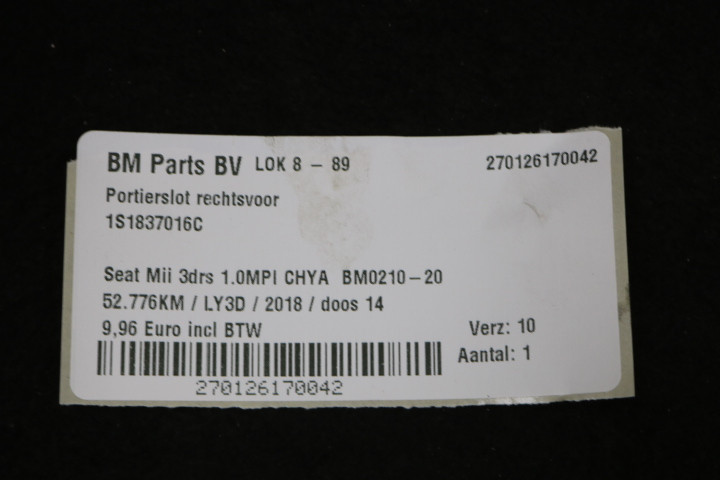 BM Parts BV LOK 8 - 89 270126170042
Portierslot rechtsvoor
1S1837016C
Seat Mii 3drs 1.0MPI CHYA BM0210-20
52.776KM / LY3D / 2018 / doos 14
9,96 Euro incl BTW Verz: 10
Aantal: 1
270126170042